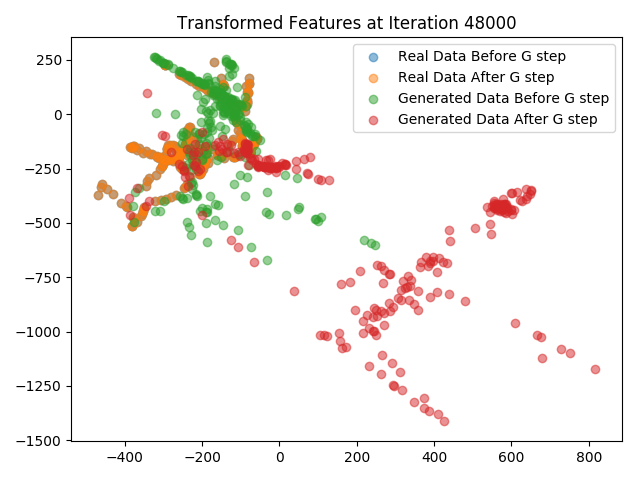 Transformed Features at Iteration 48000
Real Data Before G step
Real Data After G step
Generated Data Before G step
Generated Data After G step
250
0
−250
−500
−750
−1000
−1250
−1500
−400 −200 0 200 400 600 800